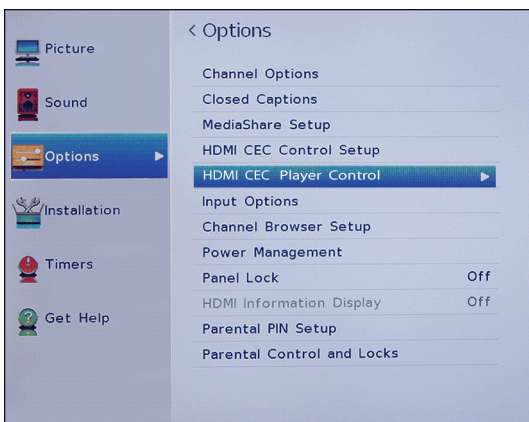 Picture
Sound
Options
Installation
Timers
Get Help
< Options
Channel Options
Closed Captions
MediaShare Setup
HDMI CEC Control Setup
HDMI CEC Player Control
Input Options
Channel Browser Setup
Power Management
Panel Lock Off
HDMI Information Display Off
Parental PIN Setup
Parental Control and Locks